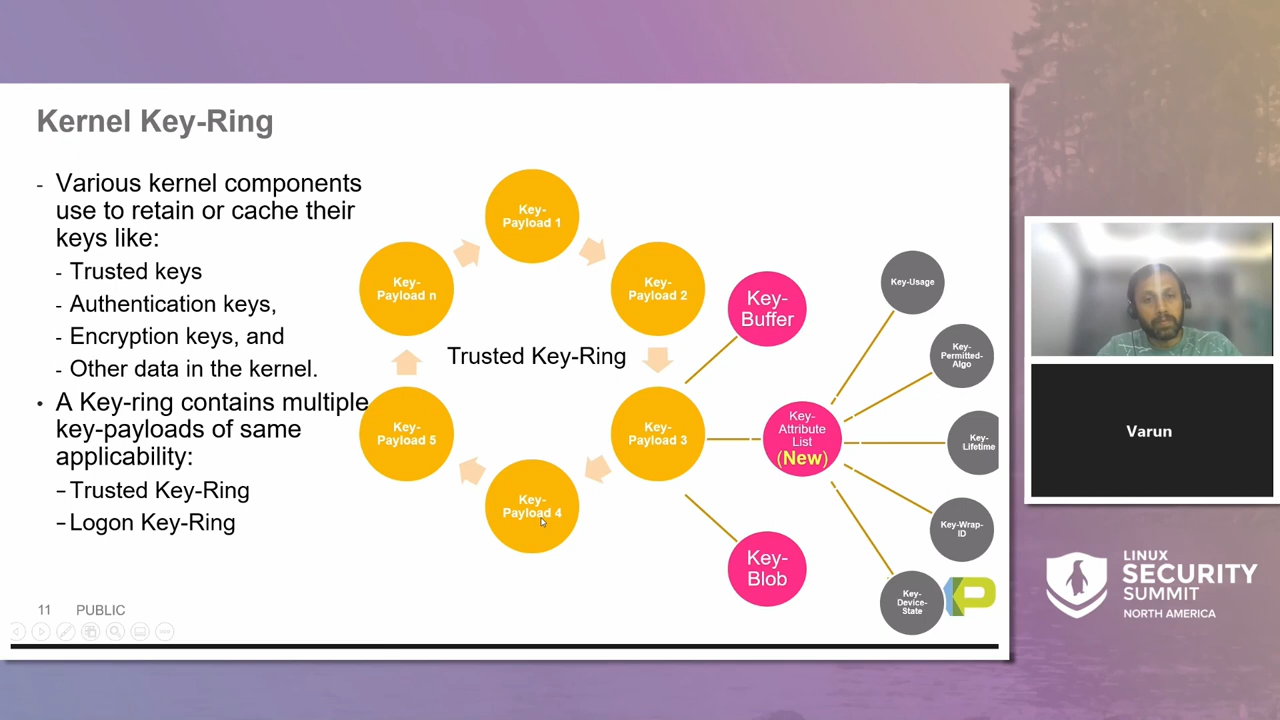 Kernel Key-Ring
- Various kernel components
use to retain or cache their
keys like:
- Trusted keys
- Authentication keys,
- Encryption keys, and
- Other data in the kernel.
• A Key-ring contains multiple
key-payloads of same
applicability:
- Trusted Key-Ring
- Logon Key-Ring
Key-
Payload 1
Key-
Payload 2
Key-
Payload 3
Key-
Payload 4
Key-
Payload 5
Key-
Payload n
Trusted Key-Ring
Key-
Buffer
Key-
Attribute
List
(New)
Key-
Blob
Key-Usage
Key-
Permitted-
Algo
Key-
Lifetime
Key-Wrap-
ID
Key-
Device-
State
11 PUBLIC
Varun
LINUX
SECURITY
SUMMIT
NORTH AMERICA